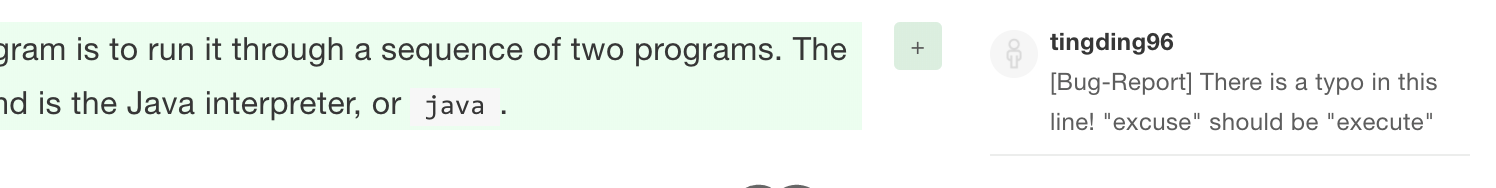 gram is to run it through a sequence of two programs. The
nd is the Java interpreter, or java .
+
tingding96
[Bug-Report] There is a typo in this
line! "excuse" should be "execute"